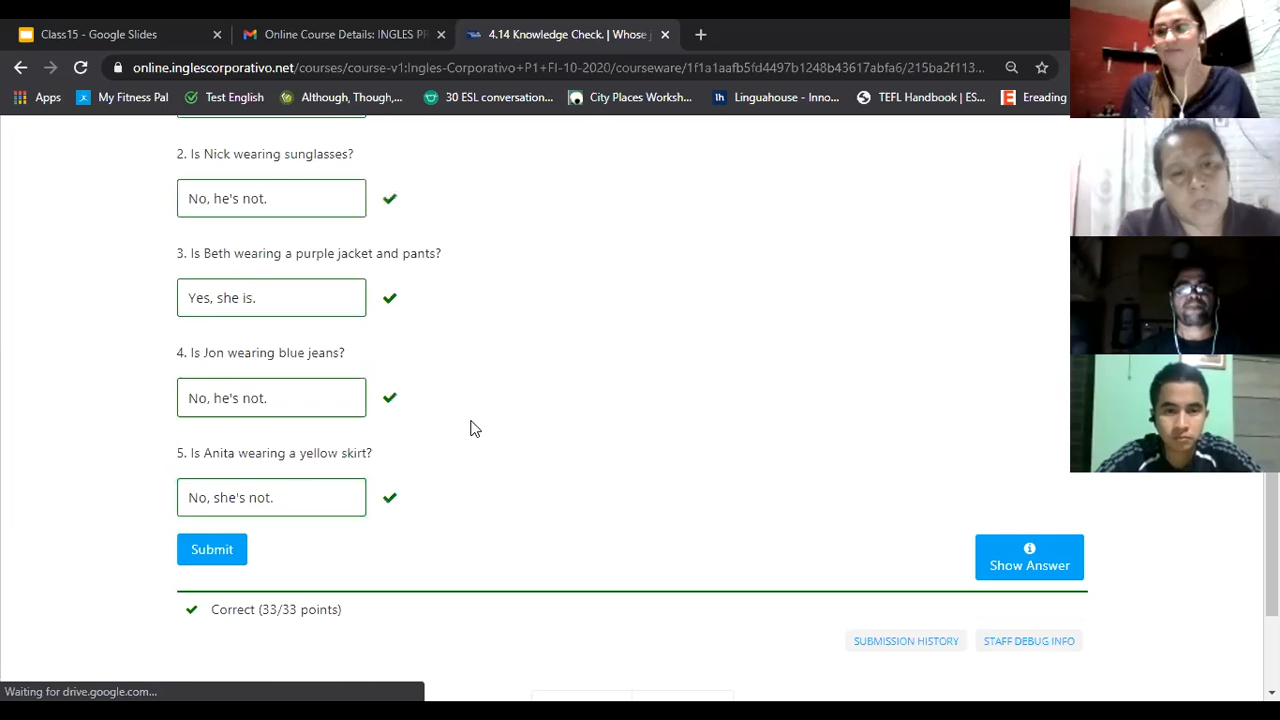 Class15 - Google Slides
Online Course Details: INGLES PR
4.14 Knowledge Check. | Whose j
online.inglescorporativo.net/courses/course-v1:Ingles-Corporativo+P1+FI-10.2020/courseware/1f1a1aafb5fd4497b1248b43617abfa6/215ba2f113...
Apps
My Fitness Pal
Test English
Although, Though,...
30 ESL conversation...
City Places Worksh...
Linguahouse - Innov...
TEFL Handbook | ES...
Ereading
2. Is Nick wearing sunglasses?
No, he's not.
3. Is Beth wearing a purple jacket and pants?
Yes, she is.
4. Is Jon wearing blue jeans?
No, he's not.
5. Is Anita wearing a yellow skirt?
No, she's not.
Submit
Show Answer
Correct (33/33 points)
SUBMISSION HISTORY
STAFF DEBUG INFO
Waiting for drive.google.com...